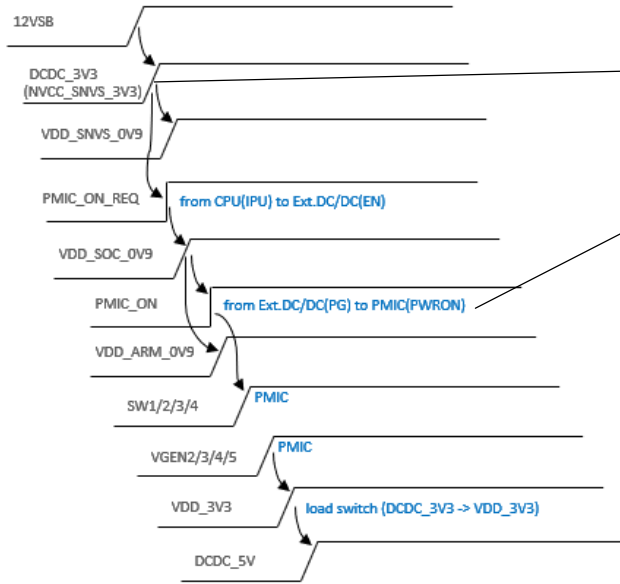 12VSB
DCDC_3V3
(NVCC_SNVS_3V3)
VDD_SNVS_0V9
PMIC_ON_REQ from CPU(IPU) to Ext.DC/DC(EN)
VDD_SOC_0V9
PMIC_ON from Ext.DC/DC(PG) to PMIC(PWRON)
VDD_ARM_0V9
SW1/2/3/4 PMIC
VGEN2/3/4/5 PMIC
VDD_3V3 load switch (DCDC_3V3 -> VDD_3V3)
DCDC_5V